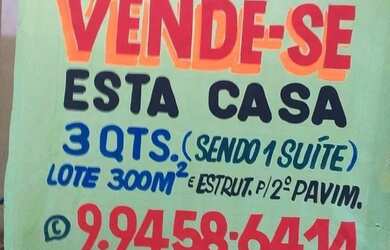 VENDE-SE
ESTA CASA
3 QTS. (SENDO 1 SUÍTE)
LOTE 300M² E ESTRUT. P/ 2º PAVIM.
9.9458-6414